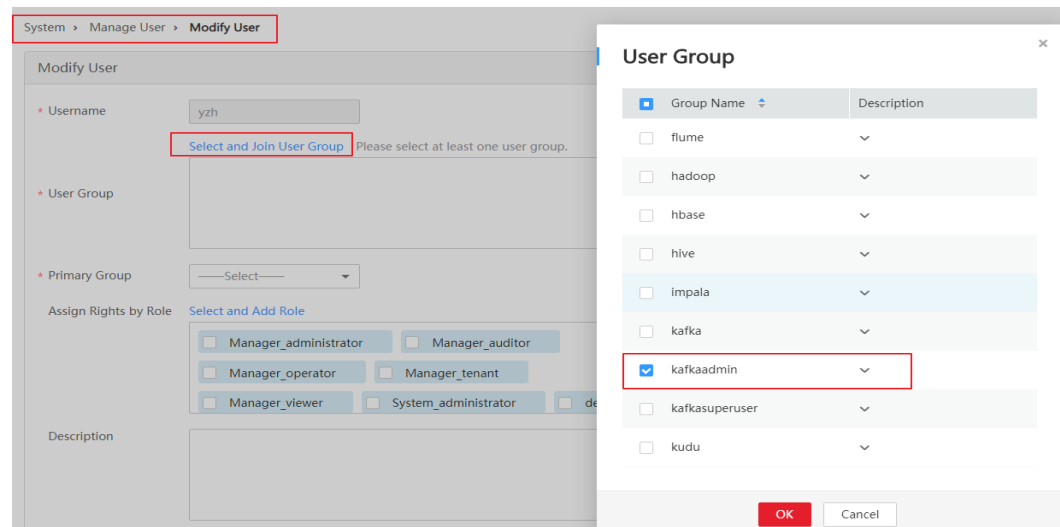 System › Manage User › Modify User
Modify User
* Username
yzh
Select and Join User Group Please select at least one user group.
* User Group
* Primary Group
——Select——
Assign Rights by Role
Select and Add Role
Manager_administrator Manager_auditor
Manager_operator Manager_tenant
Manager_viewer System_administrator de
Description
User Group
×
Group Name Description
flume
hadoop
hbase
hive
impala
kafka
kafkaadmin
kafkasuperuser
kudu
OK Cancel